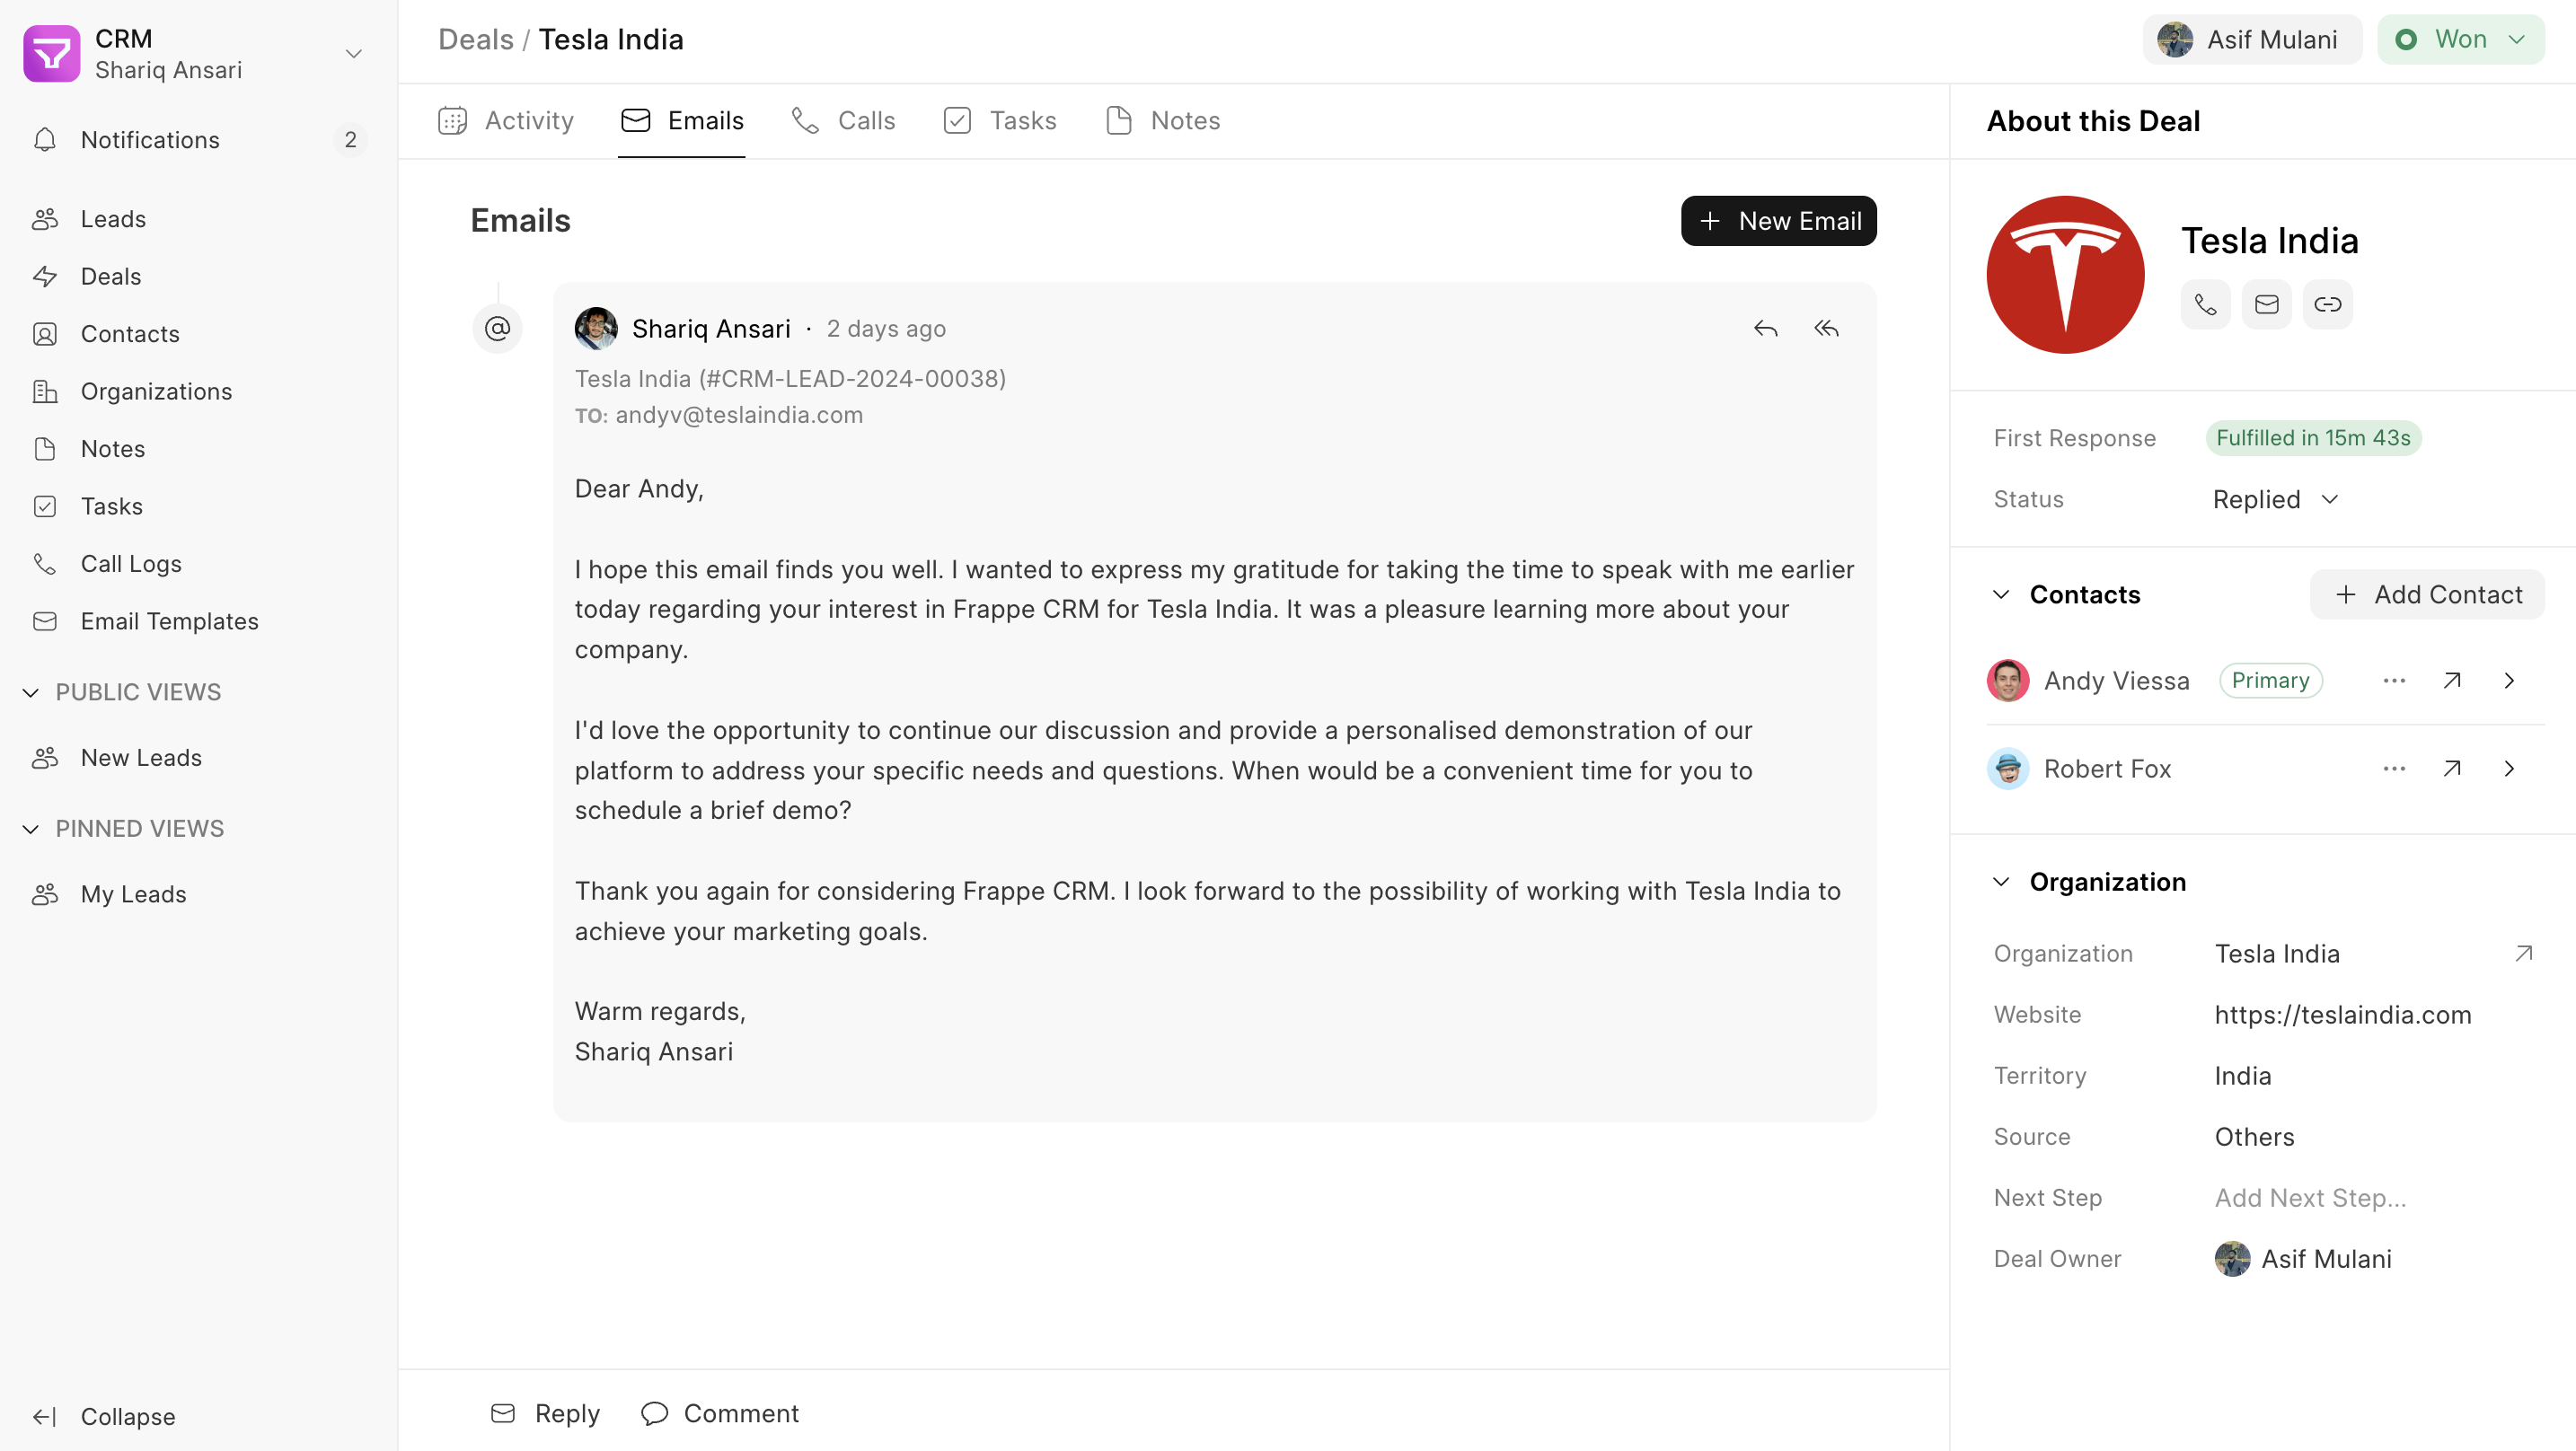 CRM
Shariq Ansari
Notifications 2
Leads
Deals
Contacts
Organizations
Notes
Tasks
Call Logs
Email Templates
PUBLIC VIEWS
New Leads
PINNED VIEWS
My Leads
Collapse
Deals / Tesla India
Asif Mulani
Won
Activity
Emails
Calls
Tasks
Notes
Emails
New Email
@
Shariq Ansari · 2 days ago
Tesla India (#CRM-LEAD-2024-00038)
TO: andyv@teslaindia.com
Dear Andy,
I hope this email finds you well. I wanted to express my gratitude for taking the time to speak with me earlier
today regarding your interest in Frappe CRM for Tesla India. It was a pleasure learning more about your
company.
I'd love the opportunity to continue our discussion and provide a personalised demonstration of our
platform to address your specific needs and questions. When would be a convenient time for you to
schedule a brief demo?
Thank you again for considering Frappe CRM. I look forward to the possibility of working with Tesla India to
achieve your marketing goals.
Warm regards,
Shariq Ansari
Reply
Comment
About this Deal
Tesla India
First Response Fulfilled in 15m 43s
Status Replied
Contacts
Add Contact
Andy Viessa Primary
Robert Fox
Organization
Organization Tesla India
Website https://teslaindia.com
Territory India
Source Others
Next Step Add Next Step...
Deal Owner Asif Mulani